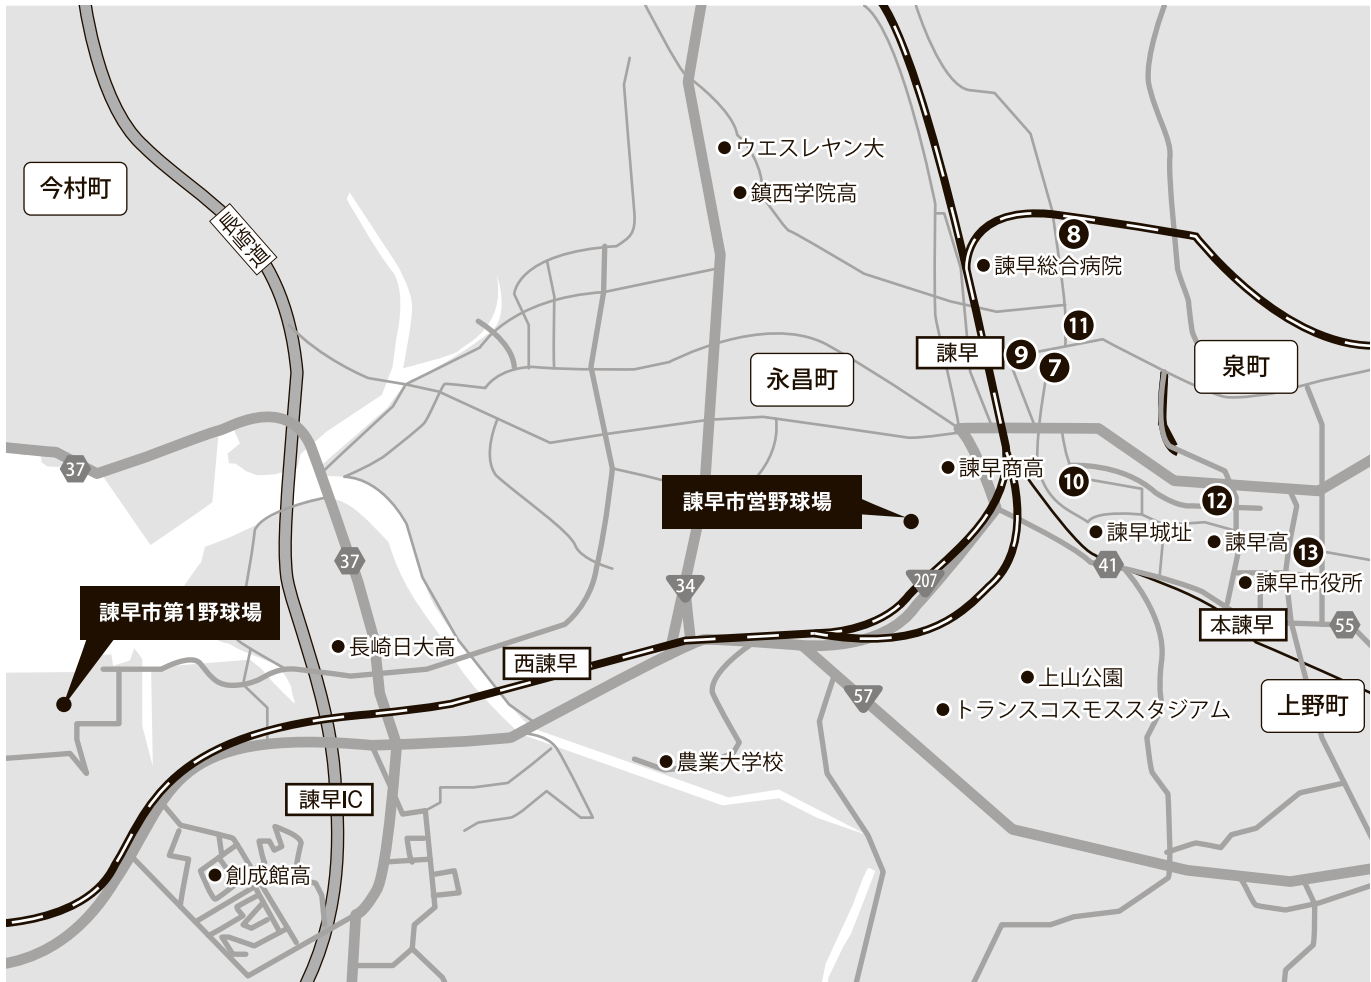 ウエスレヤン大
鎮西学院高
今村町
長崎道
8
諫早総合病院
11
諫早
9
7
永昌町
泉町
37
諫早商高
10
12
諫早市営野球場
諫早城址
諫早高
13
37
34
207
41
諫早市役所
諫早市第1野球場
本諫早
55
長崎日大高
西諫早
上山公園
57
トランスコスモススタジアム
上野町
農業大学校
諫早IC
創成館高